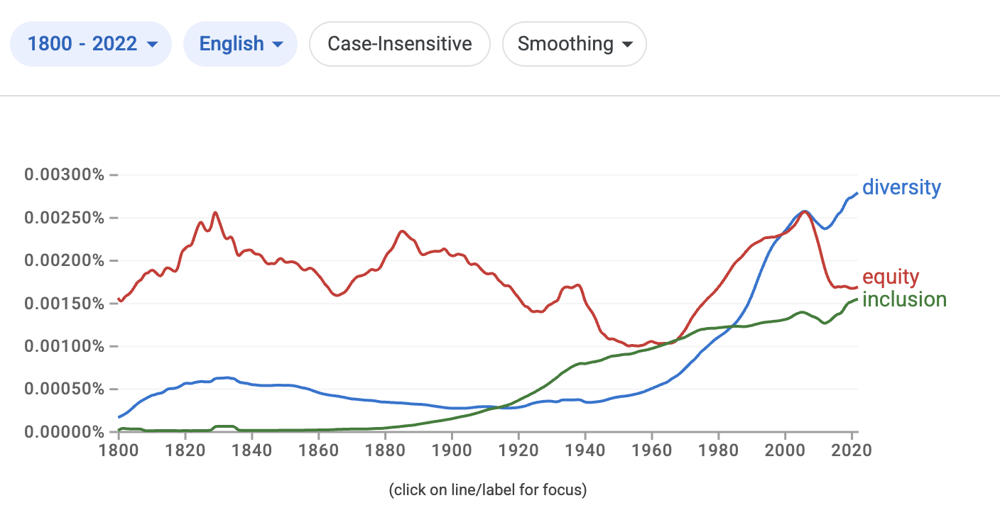 1800 - 2022 English Case-Insensitive Smoothing
0.00300%
diversity
0.00250%
0.00200%
equity
0.00150%
inclusion
0.00100%
0.00050%
0.00000%
1800 1820 1840 1860 1880 1900 1920 1940 1960 1980 2000 2020
(click on line/label for focus)